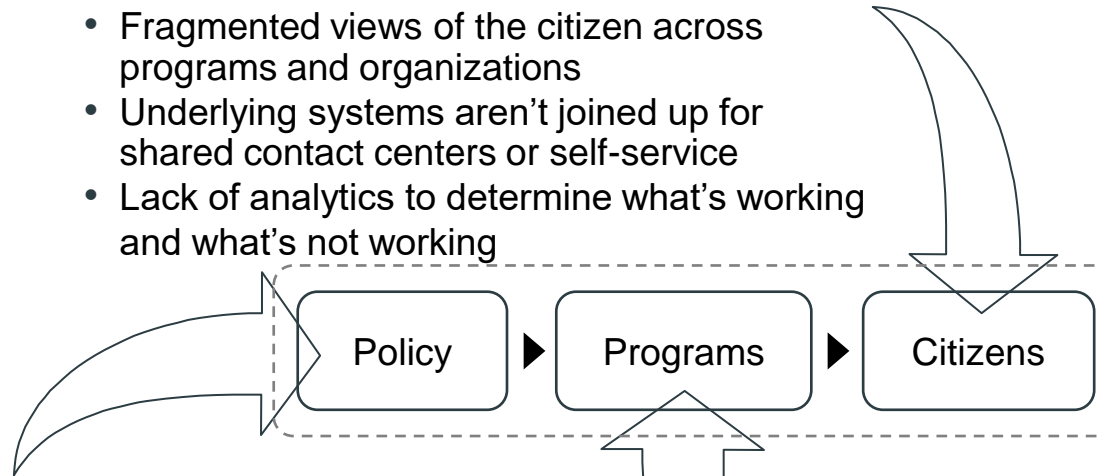 • Fragmented views of the citizen across
programs and organizations
• Underlying systems aren’t joined up for
shared contact centers or self-service
• Lack of analytics to determine what’s working
and what’s not working
Policy
Programs
Citizens